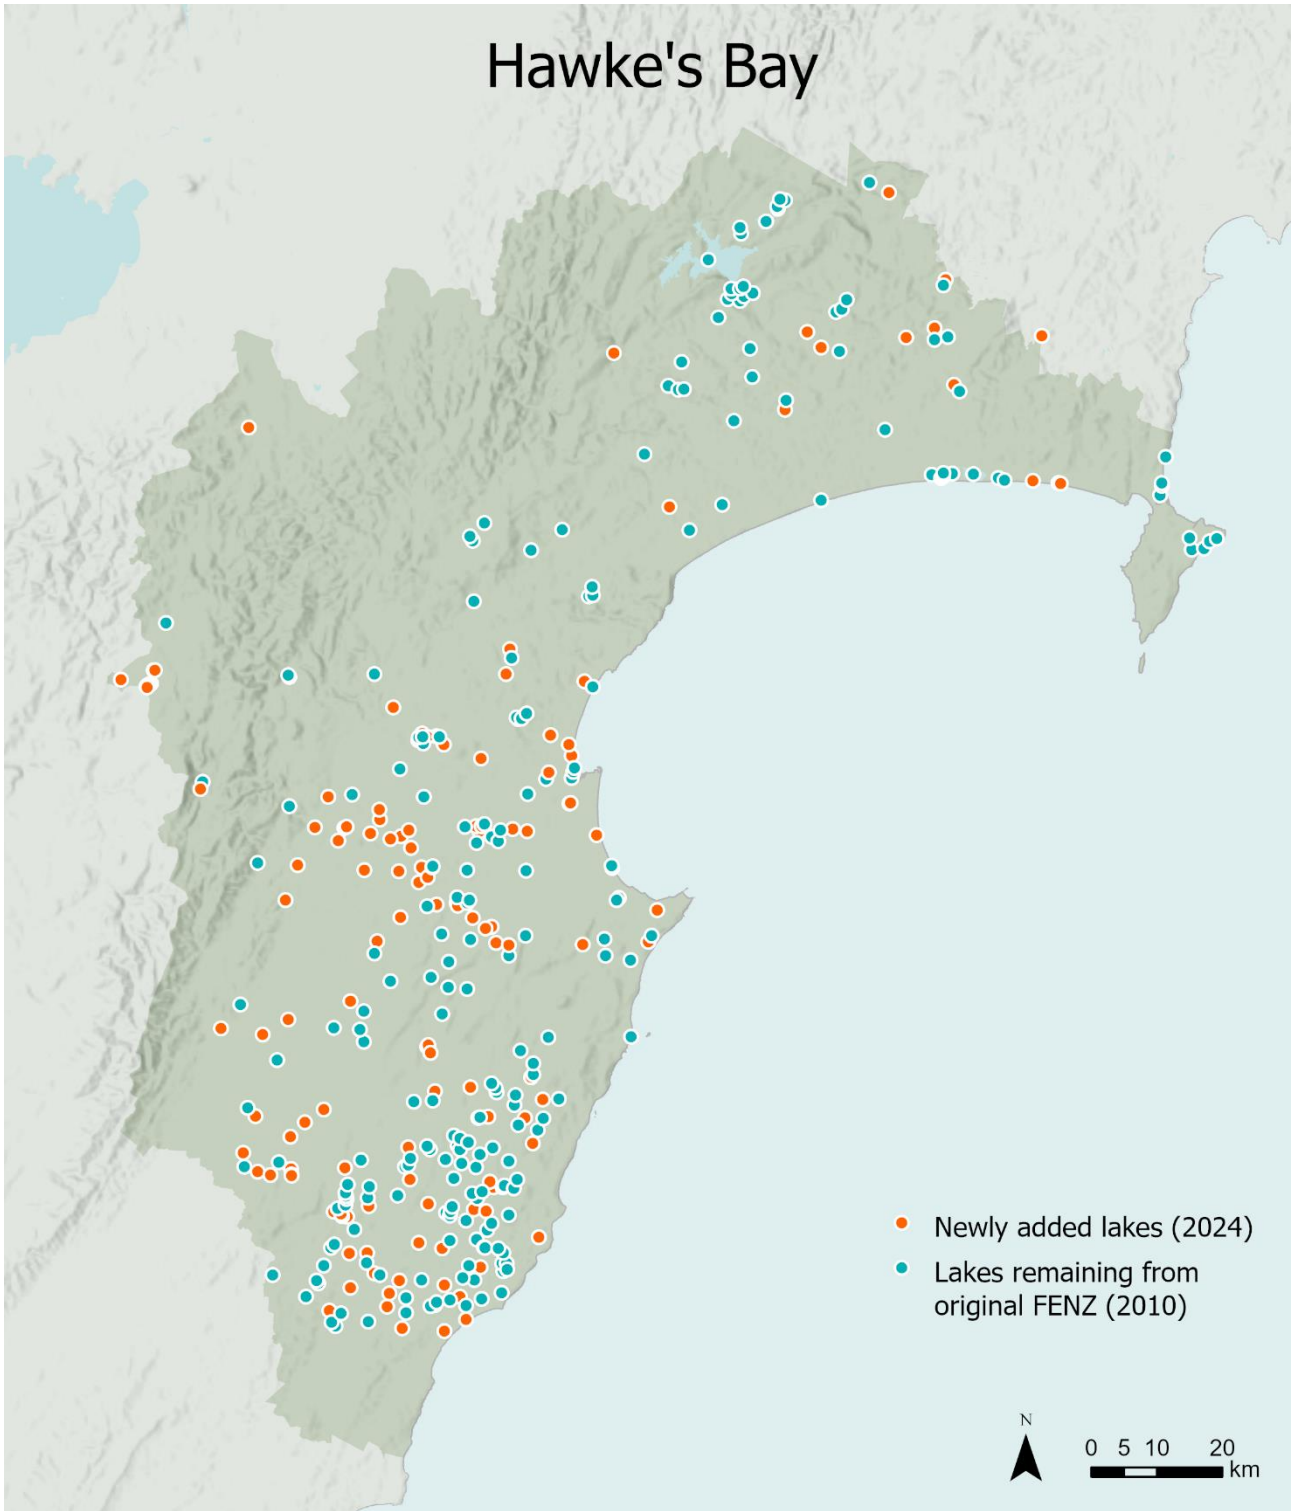 Hawke's Bay
Newly added lakes (2024)
Lakes remaining from
original FENZ (2010)
N
0 5 10 20
km